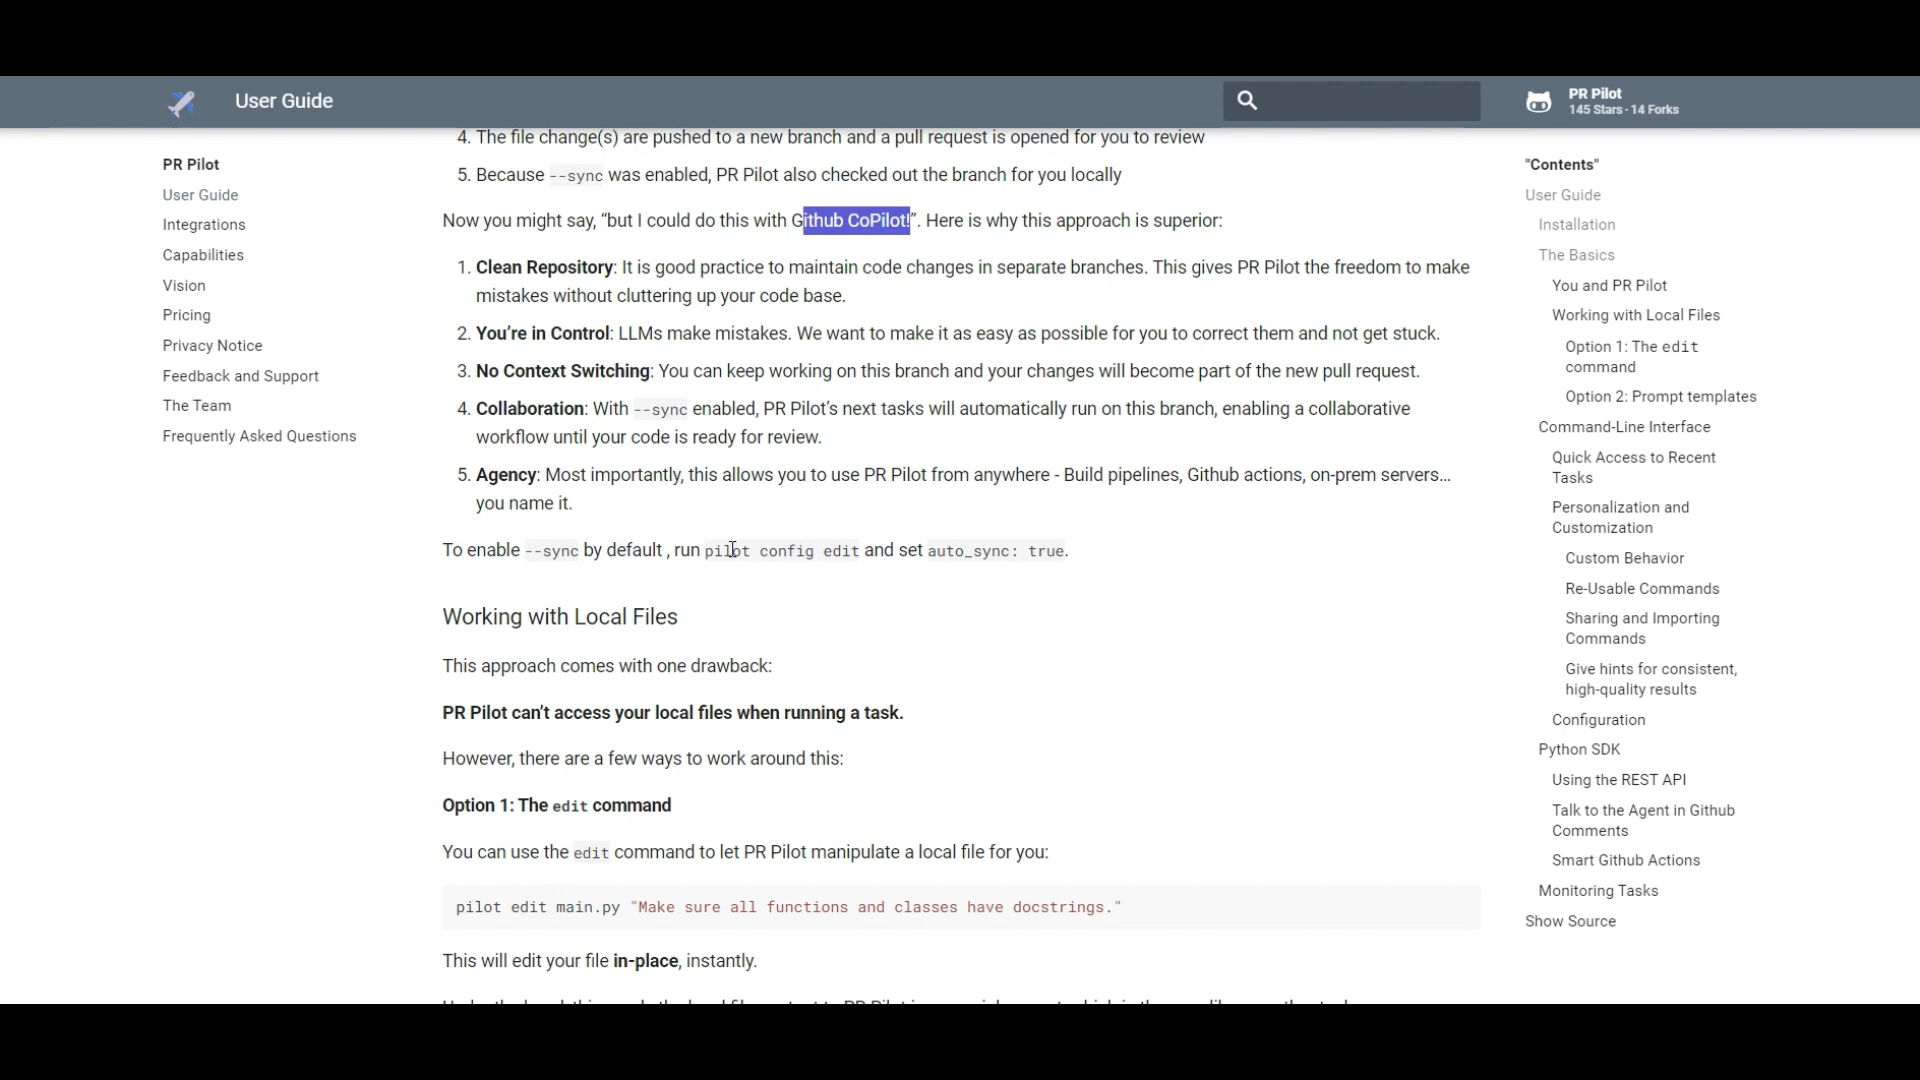 User Guide
PR Pilot
145 Stars · 14 Forks
PR Pilot
User Guide
Integrations
Capabilities
Vision
Pricing
Privacy Notice
Feedback and Support
The Team
Frequently Asked Questions
4. The file change(s) are pushed to a new branch and a pull request is opened for you to review
5. Because --sync was enabled, PR Pilot also checked out the branch for you locally
Now you might say, “but I could do this with Github CoPilot!”. Here is why this approach is superior:
1. Clean Repository: It is good practice to maintain code changes in separate branches. This gives PR Pilot the freedom to make
mistakes without cluttering up your code base.
2. You’re in Control: LLMs make mistakes. We want to make it as easy as possible for you to correct them and not get stuck.
3. No Context Switching: You can keep working on this branch and your changes will become part of the new pull request.
4. Collaboration: With --sync enabled, PR Pilot’s next tasks will automatically run on this branch, enabling a collaborative
workflow until your code is ready for review.
5. Agency: Most importantly, this allows you to use PR Pilot from anywhere - Build pipelines, Github actions, on-prem servers…
you name it.
To enable --sync by default , run pilot config edit and set auto_sync: true.
Working with Local Files
This approach comes with one drawback:
PR Pilot can’t access your local files when running a task.
However, there are a few ways to work around this:
Option 1: The edit command
You can use the edit command to let PR Pilot manipulate a local file for you:
pilot edit main.py "Make sure all functions and classes have docstrings."
This will edit your file in-place, instantly.
"Contents"
User Guide
Installation
The Basics
You and PR Pilot
Working with Local Files
Option 1: The edit
command
Option 2: Prompt templates
Command-Line Interface
Quick Access to Recent
Tasks
Personalization and
Customization
Custom Behavior
Re-Usable Commands
Sharing and Importing
Commands
Give hints for consistent,
high-quality results
Configuration
Python SDK
Using the REST API
Talk to the Agent in Github
Comments
Smart Github Actions
Monitoring Tasks
Show Source